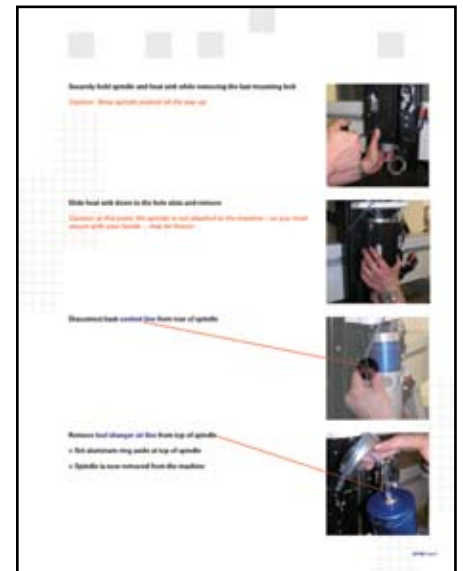 Securely hold spindle and heat sink while removing the last mounting bolt
Caution: Keep spindle pushed all the way up
Slide heat sink down to the hole slots and remove
Caution: at this point, the spindle is not attached to the machine – so you must
secure with your hands
Disconnect back coolant line from rear of spindle
Remove tool changer air line from top of spindle
» Set aluminum ring aside at top of spindle
» Spindle is now removed from the machine